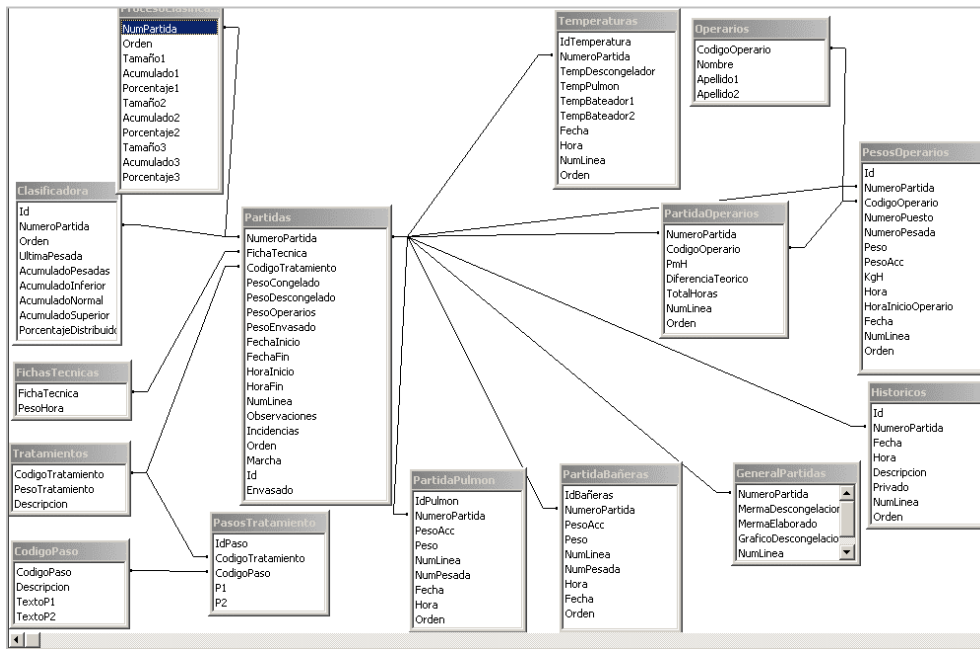 NumPartida
Orden
Tamaño1
Acumulado1
Porcentaje1
Tamaño2
Acumulado2
Porcentaje2
Tamaño3
Acumulado3
Porcentaje3
Clasificadora
Id
NumeroPartida
Orden
UltimaPesada
AcumuladoPesadas
AcumuladoInferior
AcumuladoNormal
AcumuladoSuperior
PorcentajeDistribuido
FichasTecnicas
FichaTecnica
PesoHora
Tratamientos
CodigoTratamiento
PesoTratamiento
Descripcion
CodigoPaso
CodigoPaso
Descripcion
TextoP1
TextoP2
PasosTratamiento
IdPaso
CodigoTratamiento
CodigoPaso
P1
P2
Partidas
NumeroPartida
FichaTecnica
CodigoTratamiento
PesoCongelado
PesoDescongelado
PesoOperarios
PesoEnvasado
FechaInicio
FechaFin
HoraInicio
HoraFin
NumLinea
Observaciones
Incidencias
Orden
Marcha
Id
Envasado
PartidaPulmon
IdPulmon
NumeroPartida
PesoAcc
Peso
NumLinea
NumPesada
Fecha
Hora
Orden
Temperaturas
IdTemperatura
NumeroPartida
TempDescongelador
TempPulmon
TempBateador1
TempBateador2
Fecha
Hora
NumLinea
Orden
PartidaBañeras
IdBañeras
NumeroPartida
PesoAcc
Peso
NumLinea
NumPesada
Hora
Fecha
Orden
Operarios
CodigoOperario
Nombre
Apellido1
Apellido2
PartidaOperarios
NumeroPartida
CodigoOperario
PmH
DiferenciaTeorico
TotalHoras
NumLinea
Orden
GeneralPartidas
NumeroPartida
MermaDescongelacion
MermaElaborado
GraficoDescongelacio
NumLinea
PesosOperarios
Id
NumeroPartida
CodigoOperario
NumeroPuesto
NumeroPesada
Peso
PesoAcc
KgH
Hora
HoraInicioOperario
Fecha
NumLinea
Orden
Historicos
Id
NumeroPartida
Fecha
Hora
Descripcion
Privado
NumLinea
Orden